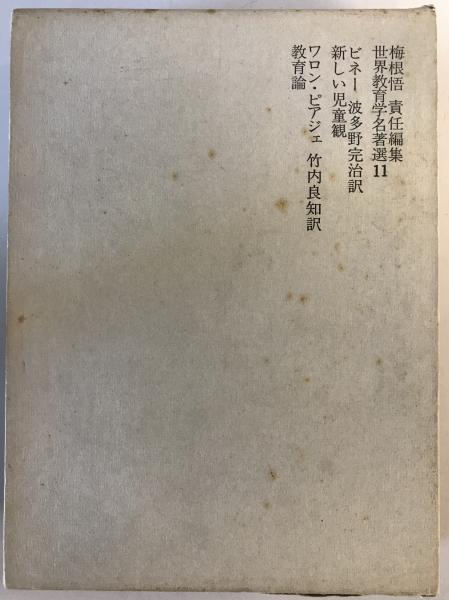 梅根悟 責任編集
世界教育学名著選11
ビネー 波多野完治訳
新しい児童観
ワロン・ピアジェ 竹内良知訳
教育論